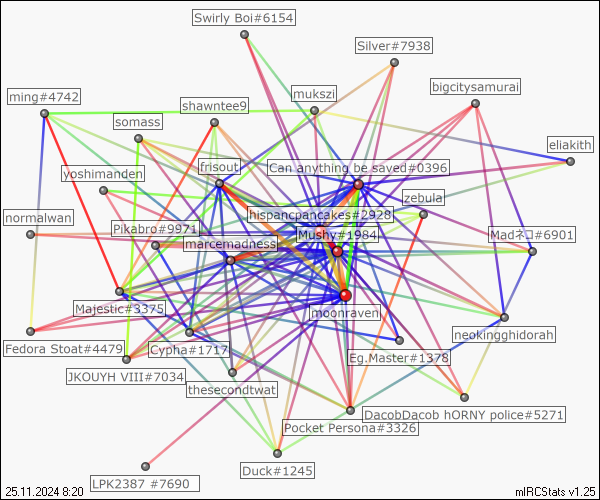 Swirly Boi#6154
Silver#7938
bigcitysamurai
ming#4742
mukszi
shawntee9
somass
eliakith
frisout
Can anything be saved#0396
yoshimanden
zebula
hispancpancakes#2928
normalwan
Pikabro#9971
Mushy#1984
Madネコ#6901
marcemadness
Majestic#3375
moonraven
neokingghidorah
Fedora Stoat#4479
Cypha#1717
Eg.Master#1378
JKOUYH VIII#7034
thesecondtwat
DacobDacob hORNY police#5271
Pocket Persona#3326
Duck#1245
LPK2387 #7690
25.11.2024 8:20
mIRCStats v1.25